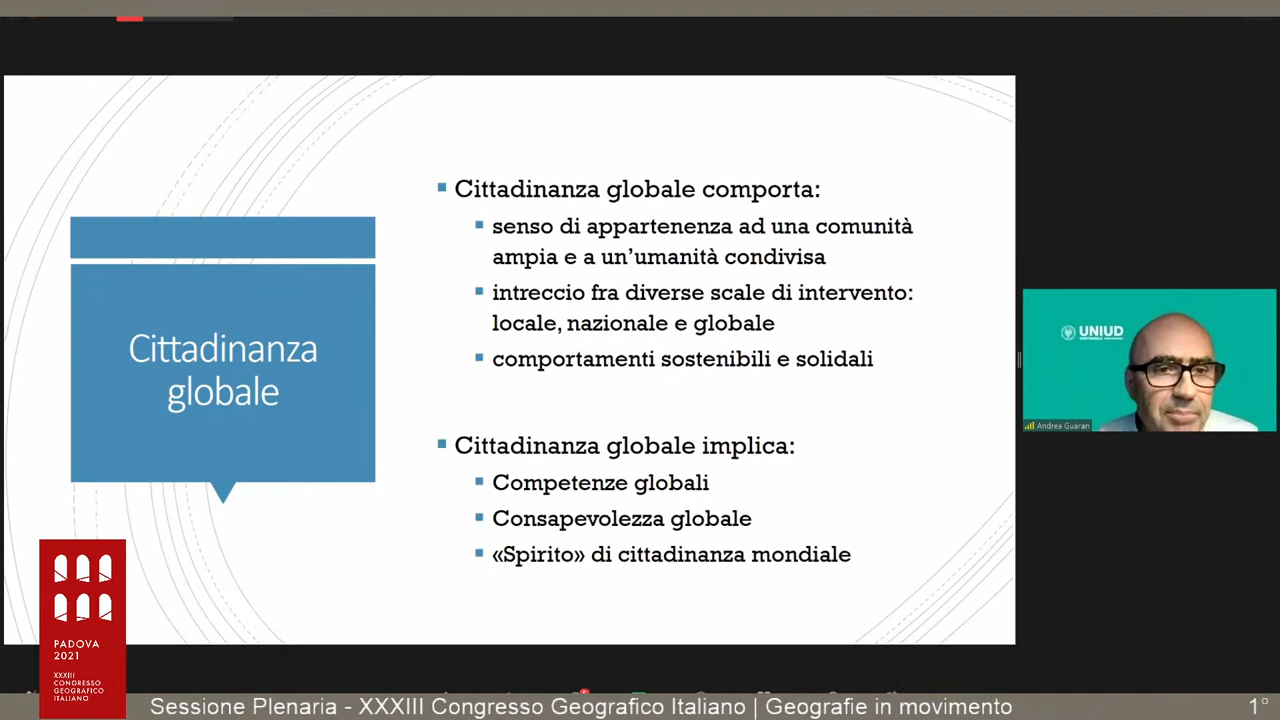 Cittadinanza
globale
Cittadinanza globale comporta:
senso di appartenenza ad una comunità
ampia e a un’umanità condivisa
intreccio fra diverse scale di intervento:
locale, nazionale e globale
comportamenti sostenibili e solidali
Cittadinanza globale implica:
Competenze globali
Consapevolezza globale
«Spirito» di cittadinanza mondiale
UNIUD
SOSTENIBILE
Andrea Guaran
PADOVA
2021
XXXIII
CONGRESSO
GEOGRAFICO
ITALIANO
Sessione Plenaria - XXXIII Congresso Geografico Italiano | Geografie in movimento
1°